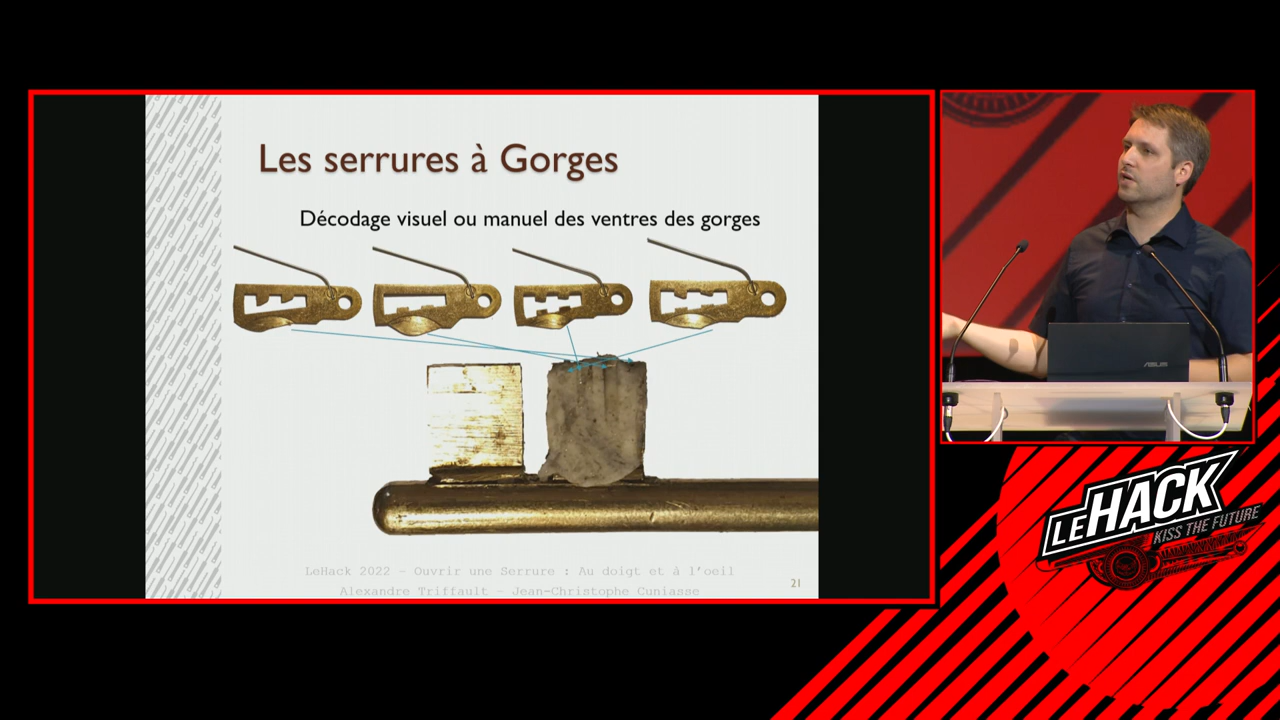 Les serrures à Gorges
Décodage visuel ou manuel des ventres des gorges
LeHack 2022 - Ouvrir une Serrure : Au doigt et à l'oeil
Alexandre Triffault - Jean-Christophe Cuniasse
21
ASUS
LEHACK
KISS THE FUTURE